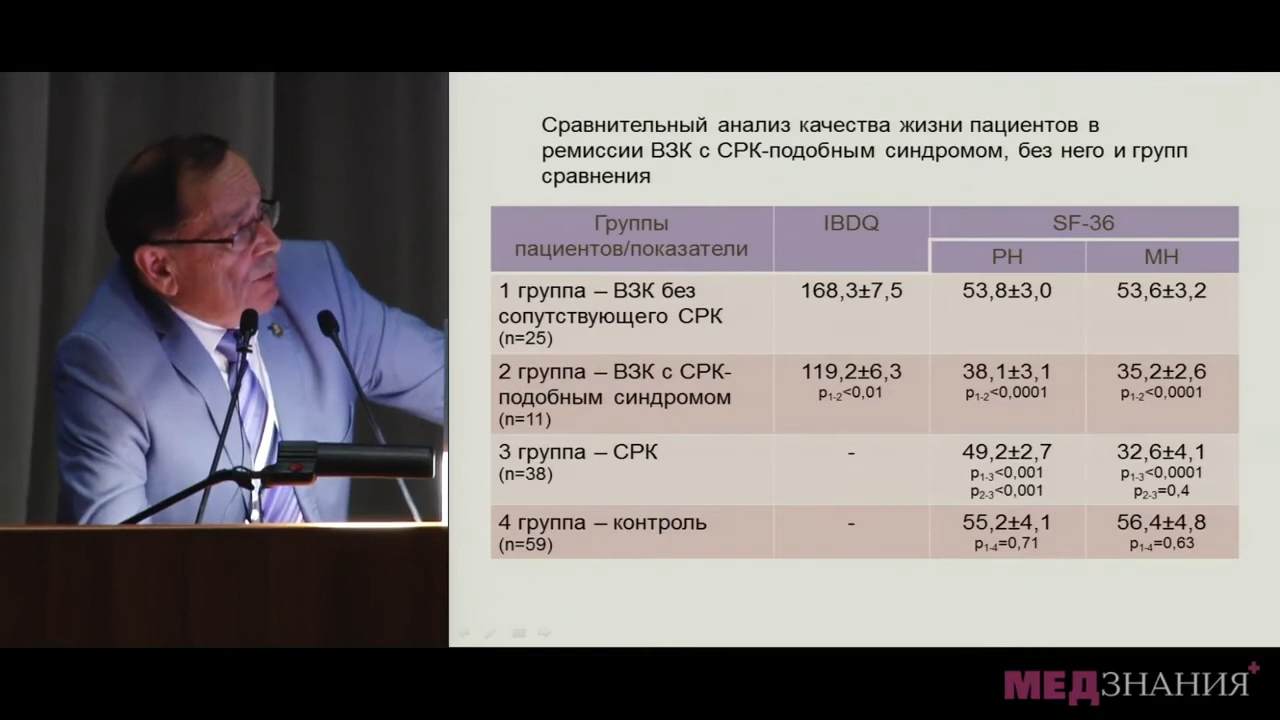 Сравнительный анализ качества жизни пациентов в
ремиссии ВЗК с СРК-подобным синдромом, без него и групп
сравнения
Группы
пациентов/показатели
IBDQ
SF-36
PH
MH
1 группа – ВЗК без
сопутствующего СРК
(n=25)
168,3±7,5
53,8±3,0
53,6±3,2
2 группа – ВЗК с СРК-
подобным синдромом
(n=11)
119,2±6,3
p1-2<0,01
38,1±3,1
p1-2<0,0001
35,2±2,6
p1-2<0,0001
3 группа – СРК
(n=38)
-
49,2±2,7
p1-3<0,001
p2-3<0,001
32,6±4,1
p1-3<0,0001
p2-3=0,4
4 группа – контроль
(n=59)
-
55,2±4,1
p1-4=0,71
56,4±4,8
p1-4=0,63
МЕДЗНАНИЯ+